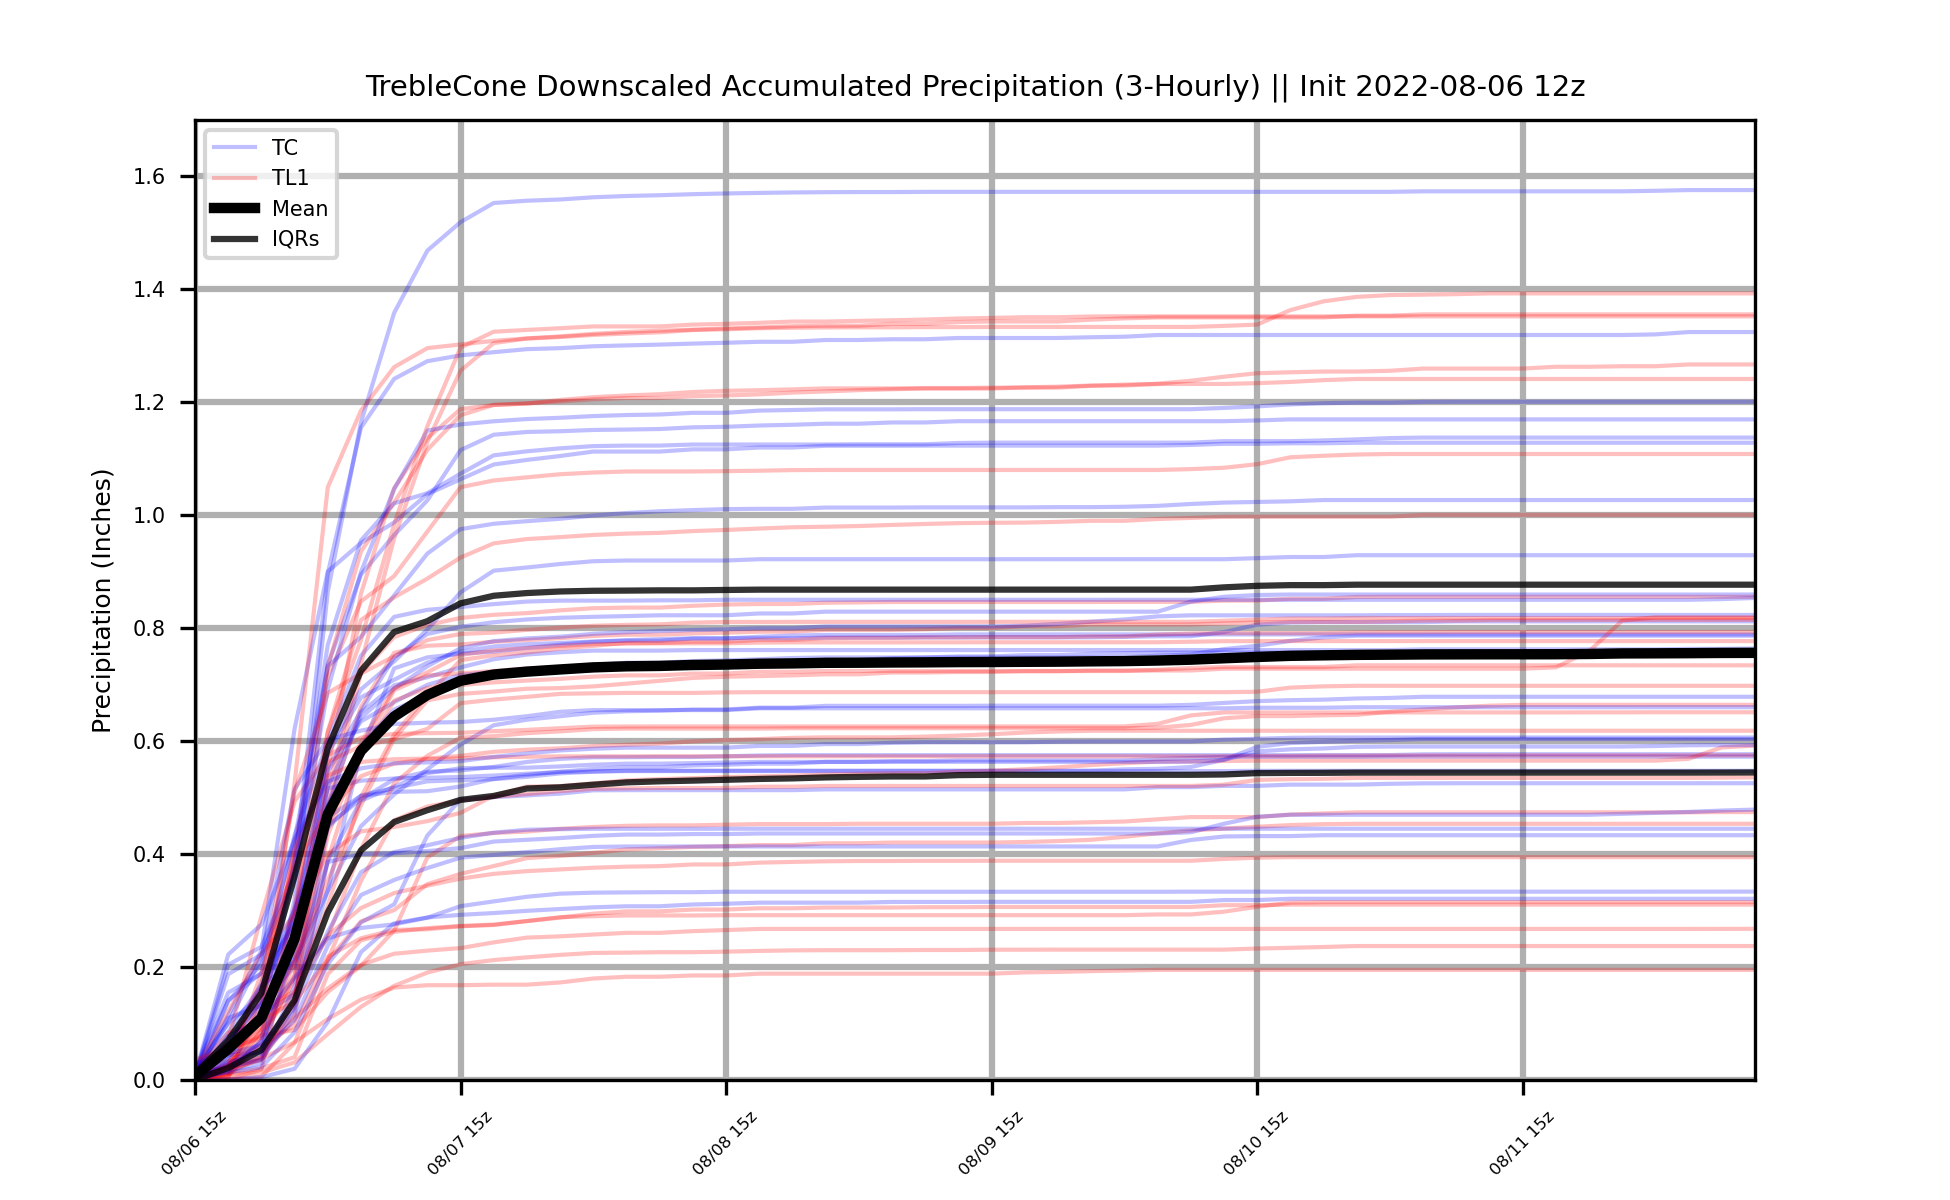 TrebleCone Downscaled Accumulated Precipitation (3-Hourly) || Init 2022-08-06 12z
TC
TL1
Mean
IQRs
Precipitation (Inches)
1.6
1.4
1.2
1.0
0.8
0.6
0.4
0.2
0.0
08/06 15z
08/07 15z
08/08 15z
08/09 15z
08/10 15z
08/11 15z